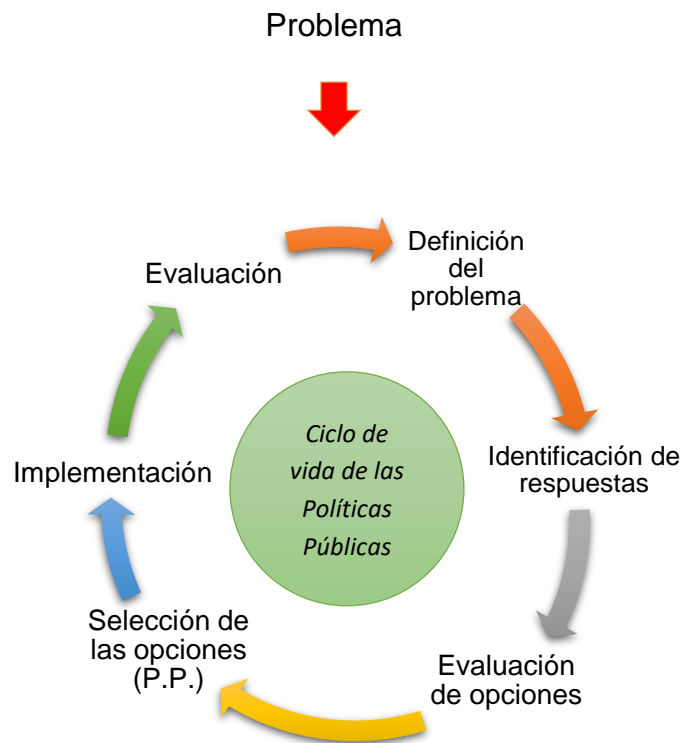 Problema
Definición
del
problema
Identificación de
respuestas
Evaluación
de opciones
Selección de
las opciones
(P.P.)
Implementación
Evaluación
Ciclo de
vida de las
Políticas
Públicas